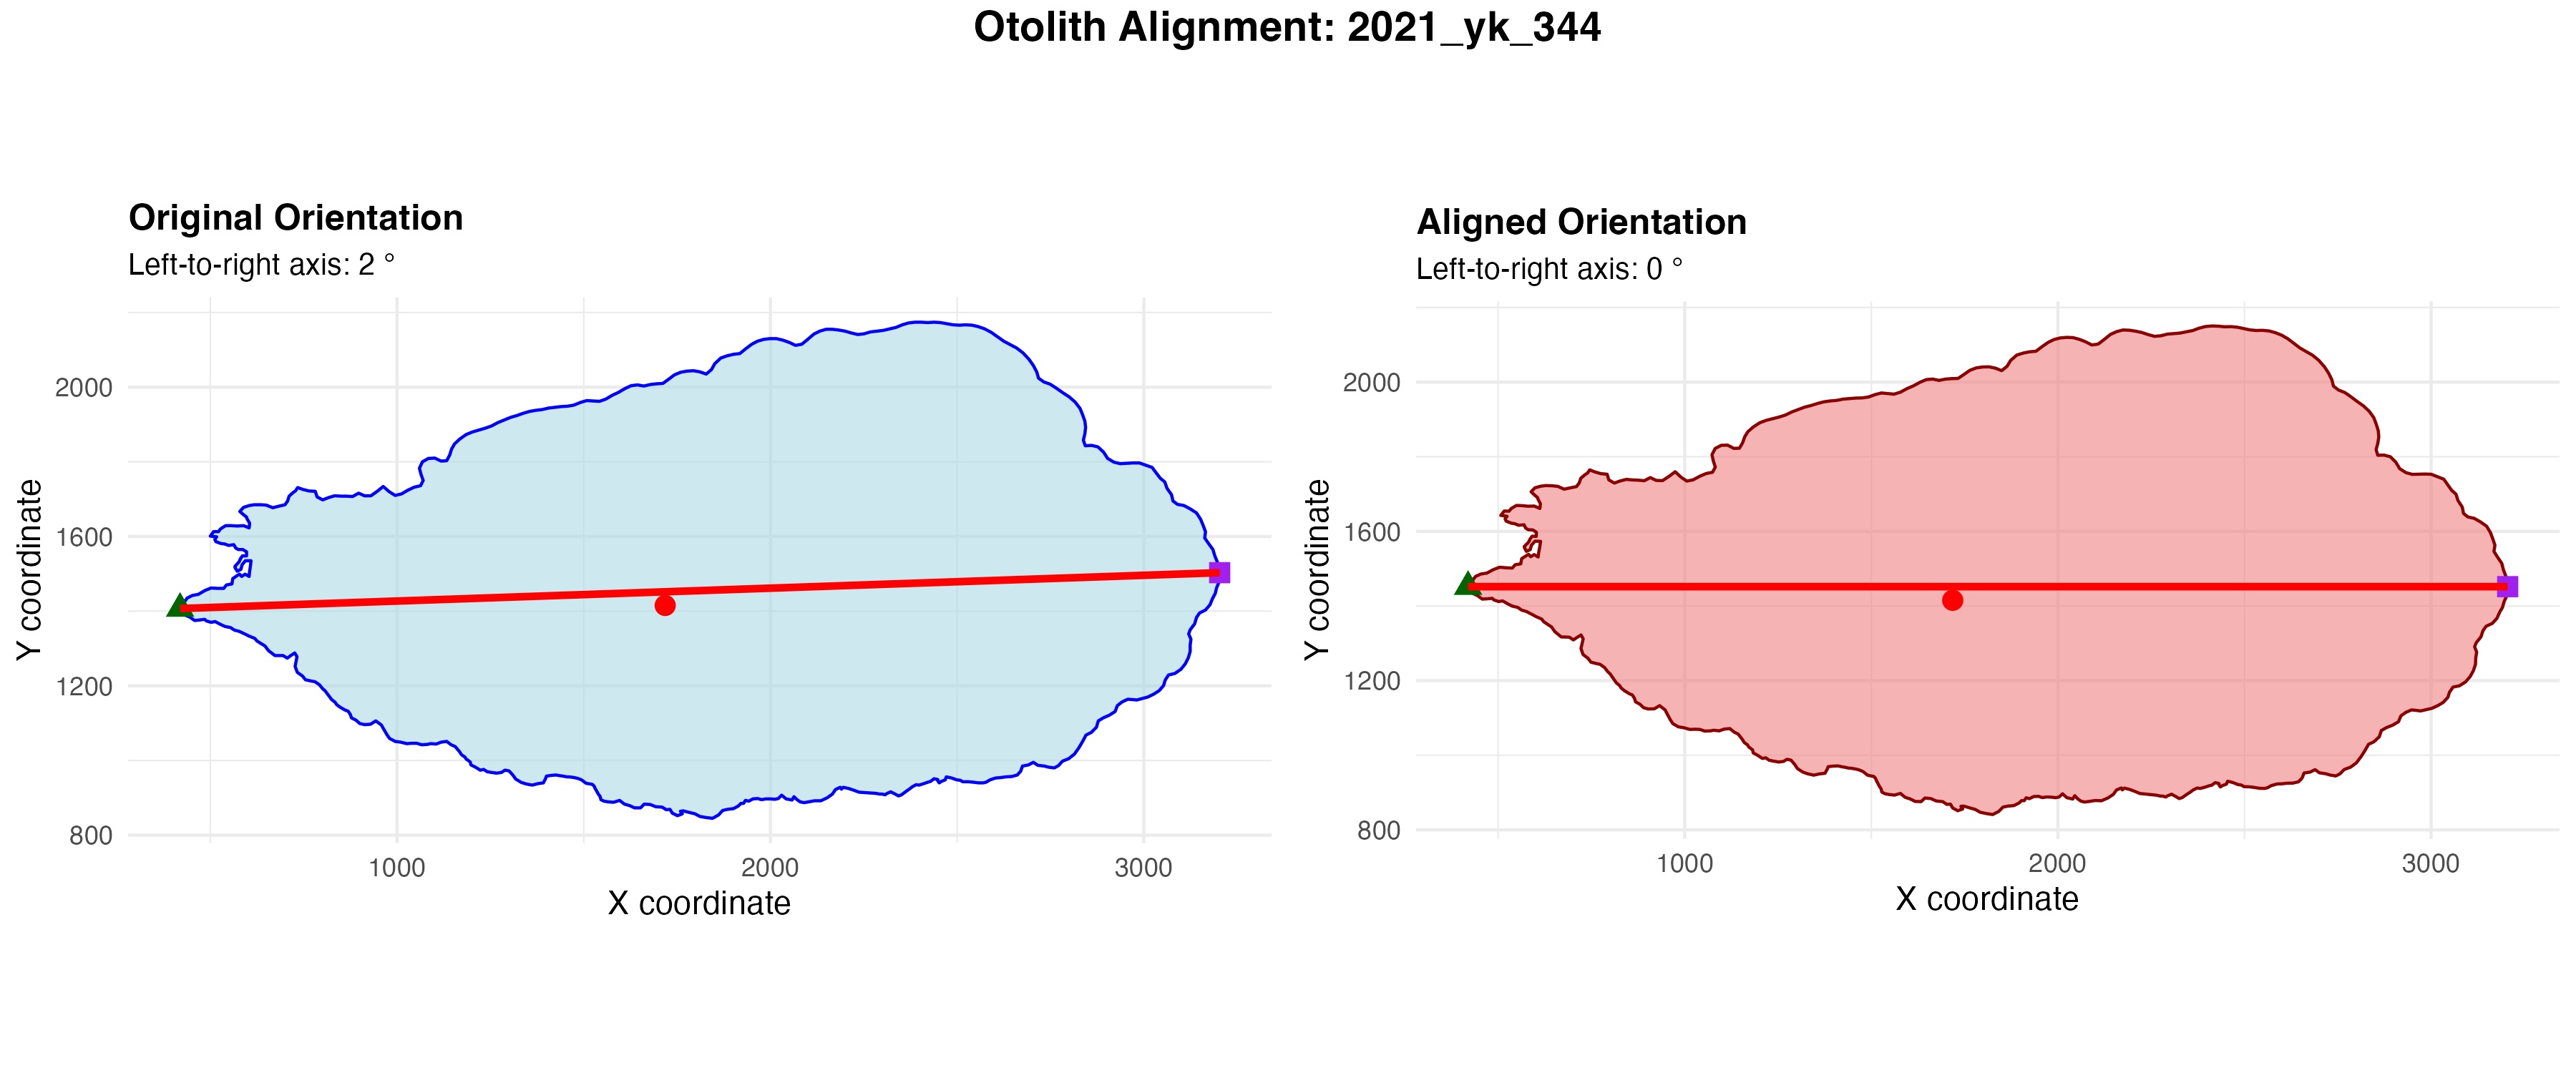 Otolith Alignment: 2021_yk_344
Original Orientation
Left-to-right axis: 2 °
Y coordinate
2000
1600
1200
800
1000
2000
3000
X coordinate
Aligned Orientation
Left-to-right axis: 0 °
Y coordinate
2000
1600
1200
800
1000
2000
3000
X coordinate